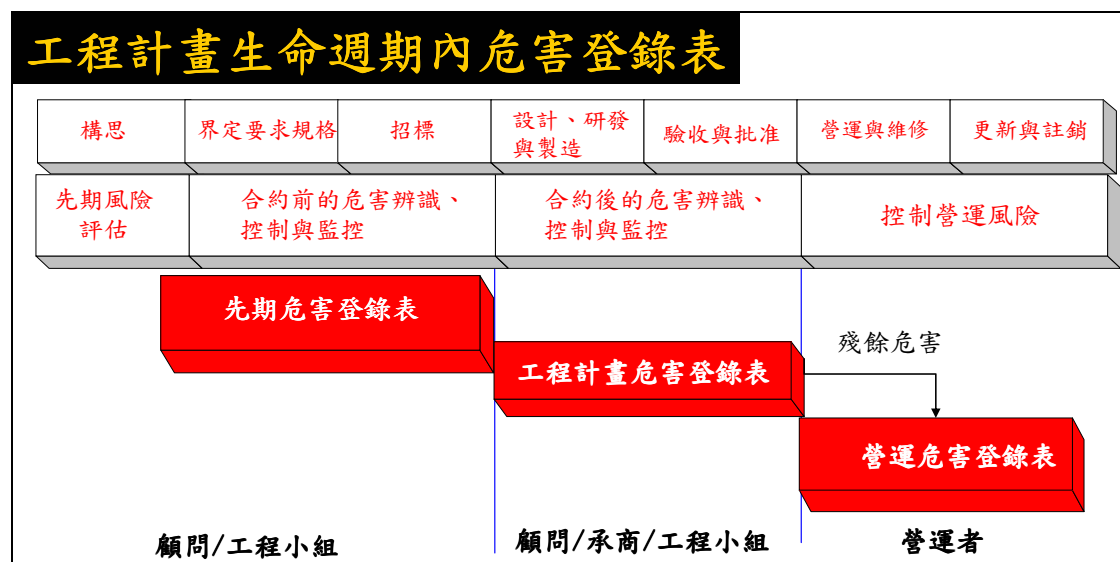 工程計畫生命週期內危害登錄表
構思
界定要求規格
招標
設計、研發
與製造
驗收與批准
營運與維修
更新與註銷
先期風險
評估
合約前的危害辨識、
控制與監控
合約後的危害辨識、
控制與監控
控制營運風險
先期危害登錄表
工程計畫危害登錄表
殘餘危害
營運危害登錄表
顧問/工程小組
顧問/承商/工程小組
營運者